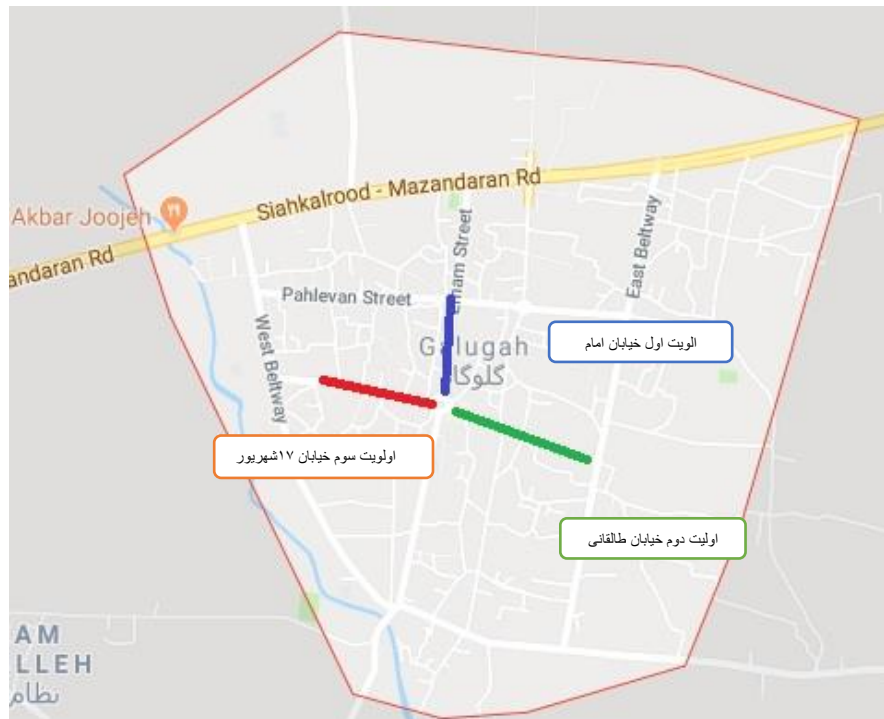 Akbar Joojeh
Siahkalrood - Mazandaran Rd
andaran Rd
Emam Street
East Beltway
Pahlevan Street
West Beltway
Galugah
گلوگاه
الویت اول خیابان امام
اولویت سوم خیابان ۱۷شهریور
اولیت دوم خیابان طالقانی
AM
LLEH
نظام